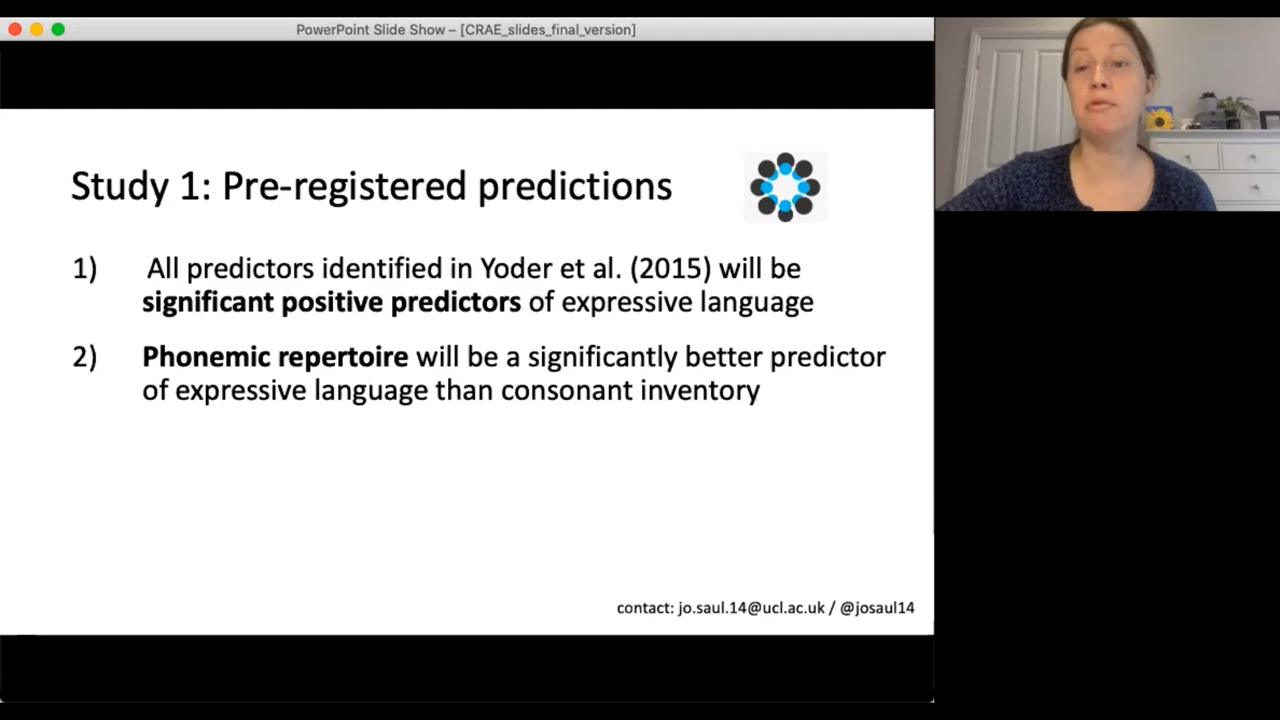 PowerPoint Slide Show – [CRAE_slides_final_version]
Study 1: Pre-registered predictions
1) All predictors identified in Yoder et al. (2015) will be
significant positive predictors of expressive language
2) Phonemic repertoire will be a significantly better predictor
of expressive language than consonant inventory
contact: jo.saul.14@ucl.ac.uk / @josaul14